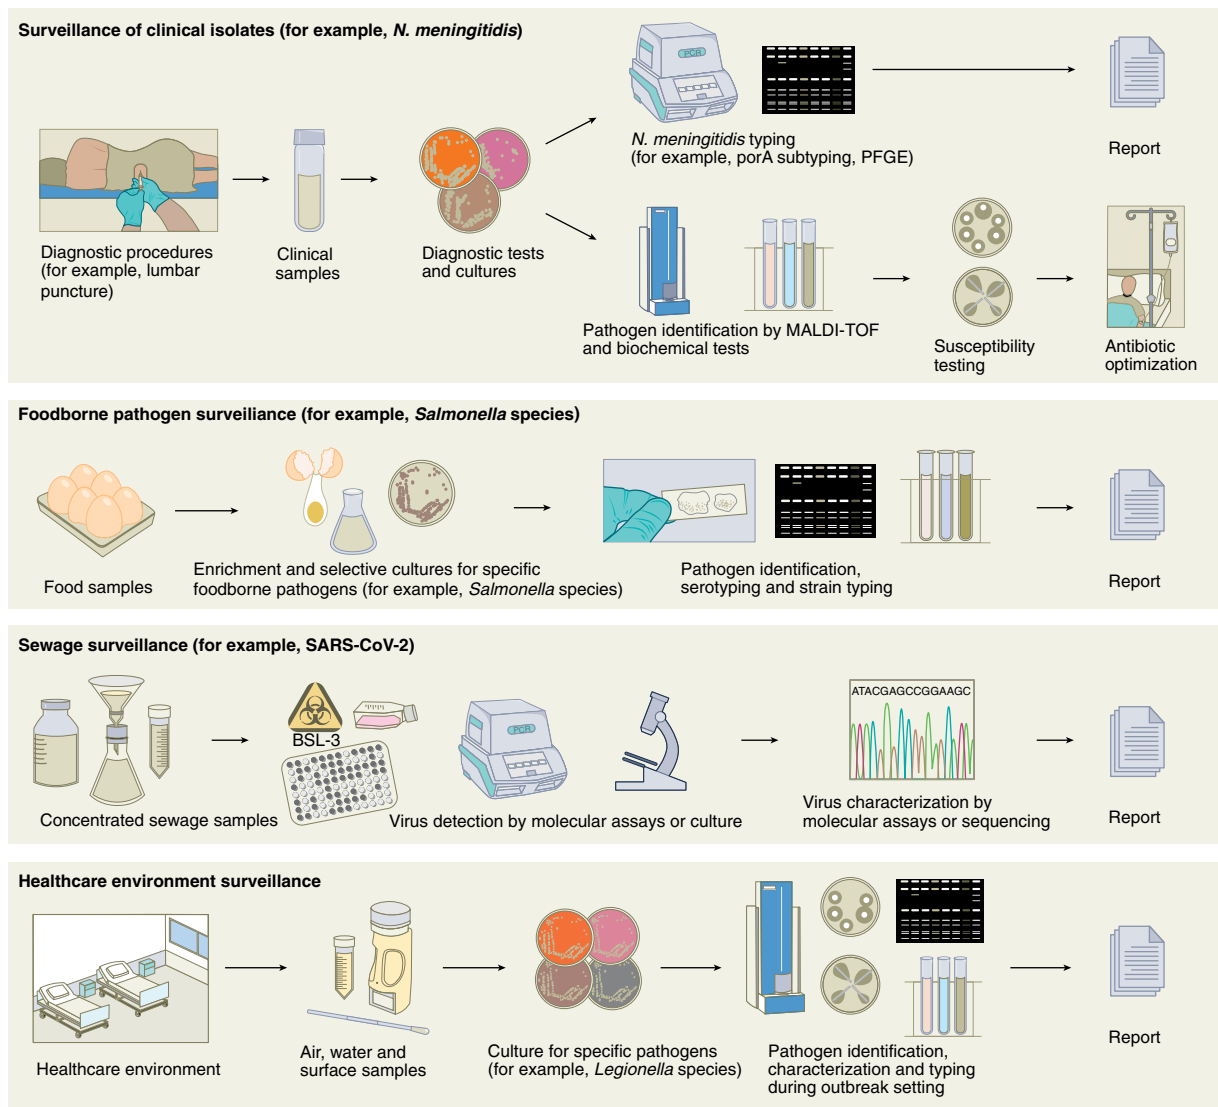 Surveillance of clinical isolates (for example, N. meningitidis)
PCR
N. meningitidis typing
(for example, porA subtyping, PFGE)
Report
Diagnostic procedures
(for example, lumbar
puncture)
Clinical
samples
Diagnostic tests
and cultures
Pathogen identification by MALDI-TOF
and biochemical tests
Susceptibility
testing
Antibiotic
optimization
Foodborne pathogen surveiliance (for example, Salmonella species)
Food samples
Enrichment and selective cultures for specific
foodborne pathogens (for example, Salmonella species)
Pathogen identification,
serotyping and strain typing
Report
Sewage surveillance (for example, SARS-CoV-2)
Concentrated sewage samples
BSL-3
PCR
Virus detection by molecular assays or culture
ATACGAGCCGGAAGC
Virus characterization by
molecular assays or sequencing
Report
Healthcare environment surveillance
Healthcare environment
Air, water and
surface samples
Culture for specific pathogens
(for example, Legionella species)
Pathogen identification,
characterization and typing
during outbreak setting
Report